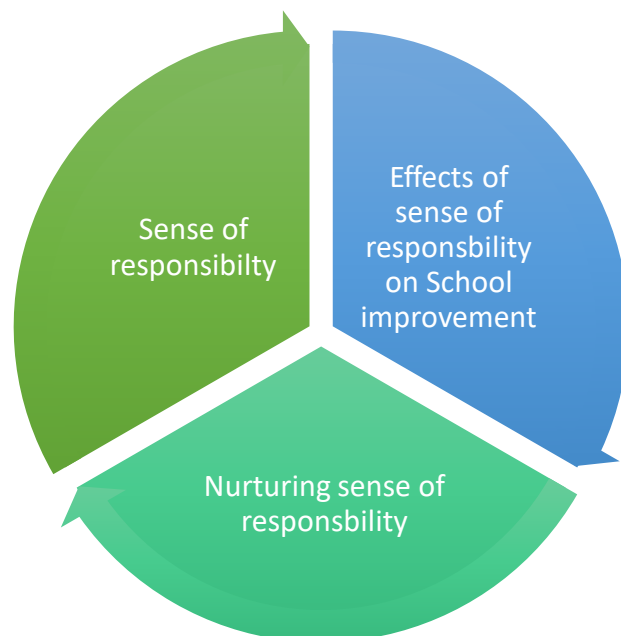 Sense of
responsibilty
Effects of
sense of
responsbility
on School
improvement
Nurturing sense of
responsbility